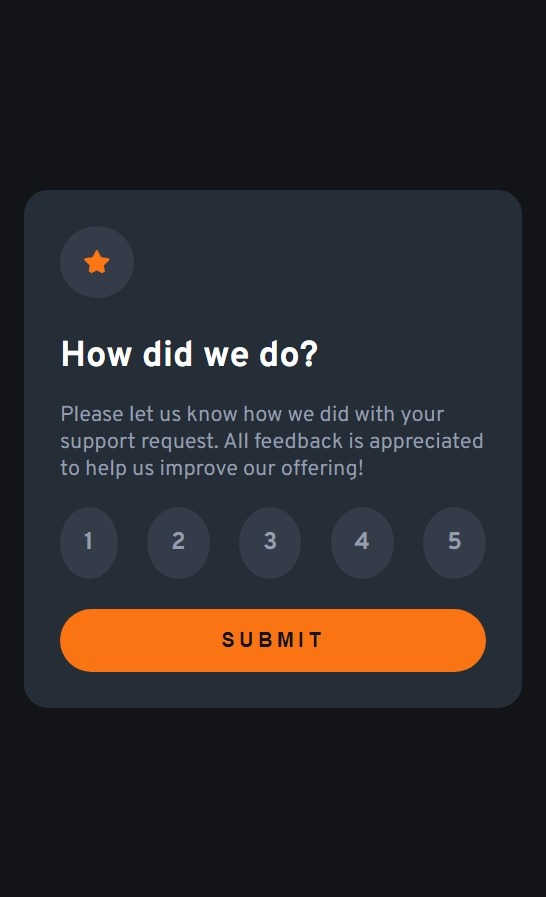 How did we do?
Please let us know how we did with your
support request. All feedback is appreciated
to help us improve our offering!
1 2 3 4 5
SUBMIT